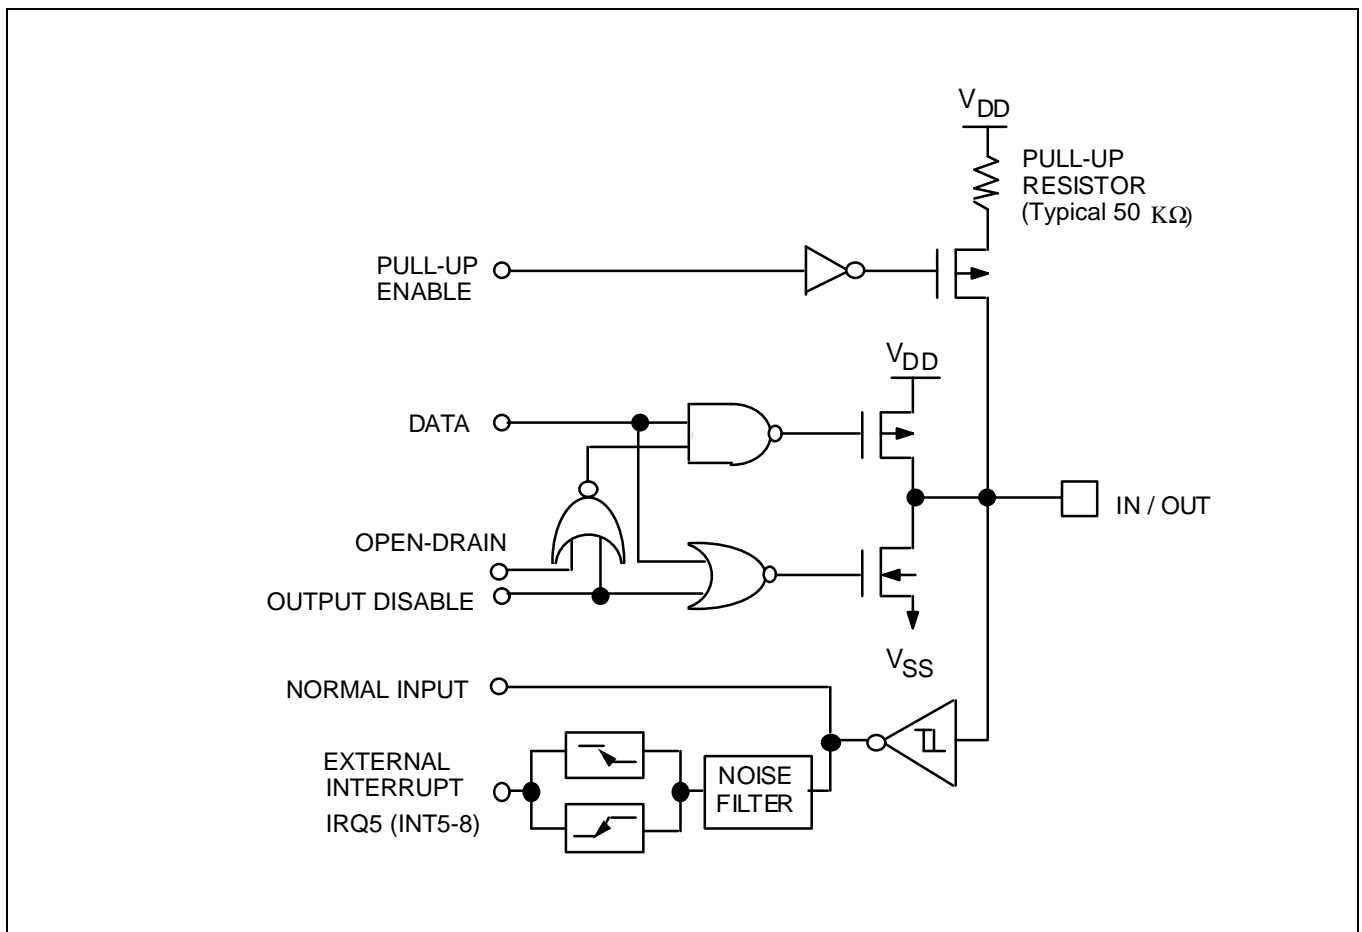 VDD
PULL-UP
RESISTOR
(Typical 50 KΩ)
PULL-UP
ENABLE
VDD
DATA
IN / OUT
OPEN-DRAIN
OUTPUT DISABLE
VSS
NORMAL INPUT
EXTERNAL
INTERRUPT
IRQ5 (INT5-8)
NOISE
FILTER